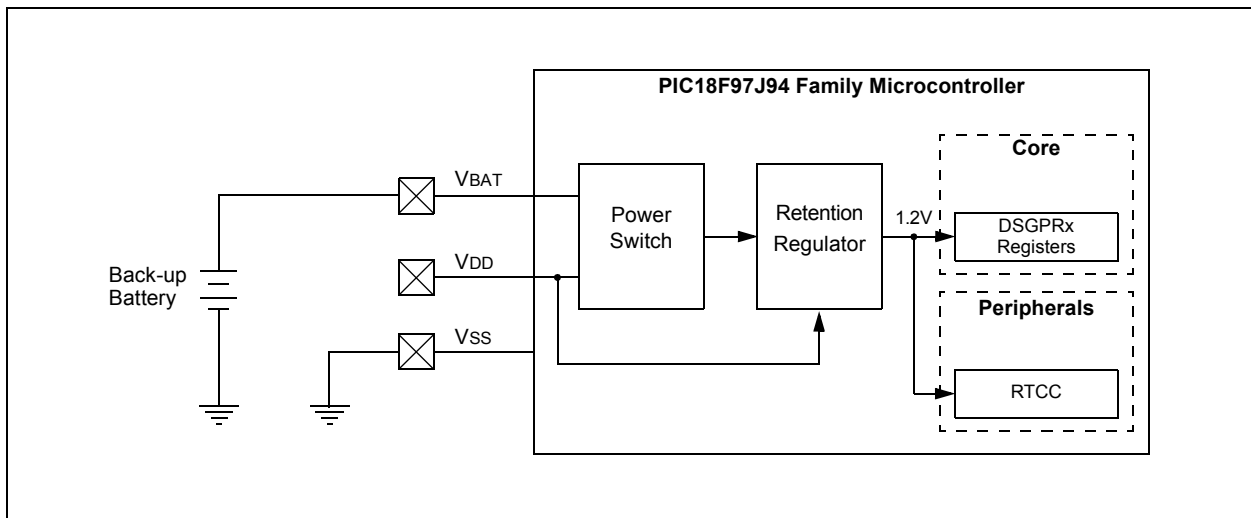 PIC18F97J94 Family Microcontroller
Core
VBAT
Power
Switch
Retention
Regulator
1.2V
DSGPRx
Registers
VDD
Back-up
Battery
Peripherals
VSS
RTCC